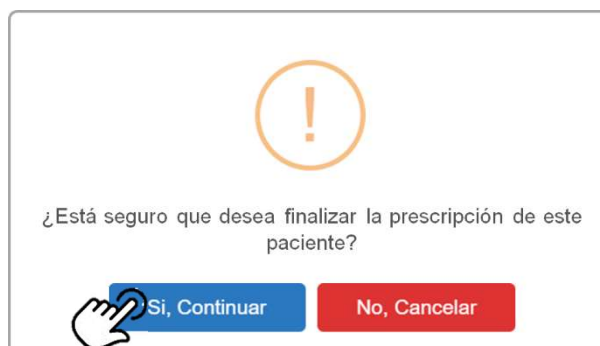 !
¿Está seguro que desea finalizar la prescripción de este
paciente?
Si, Continuar
No, Cancelar